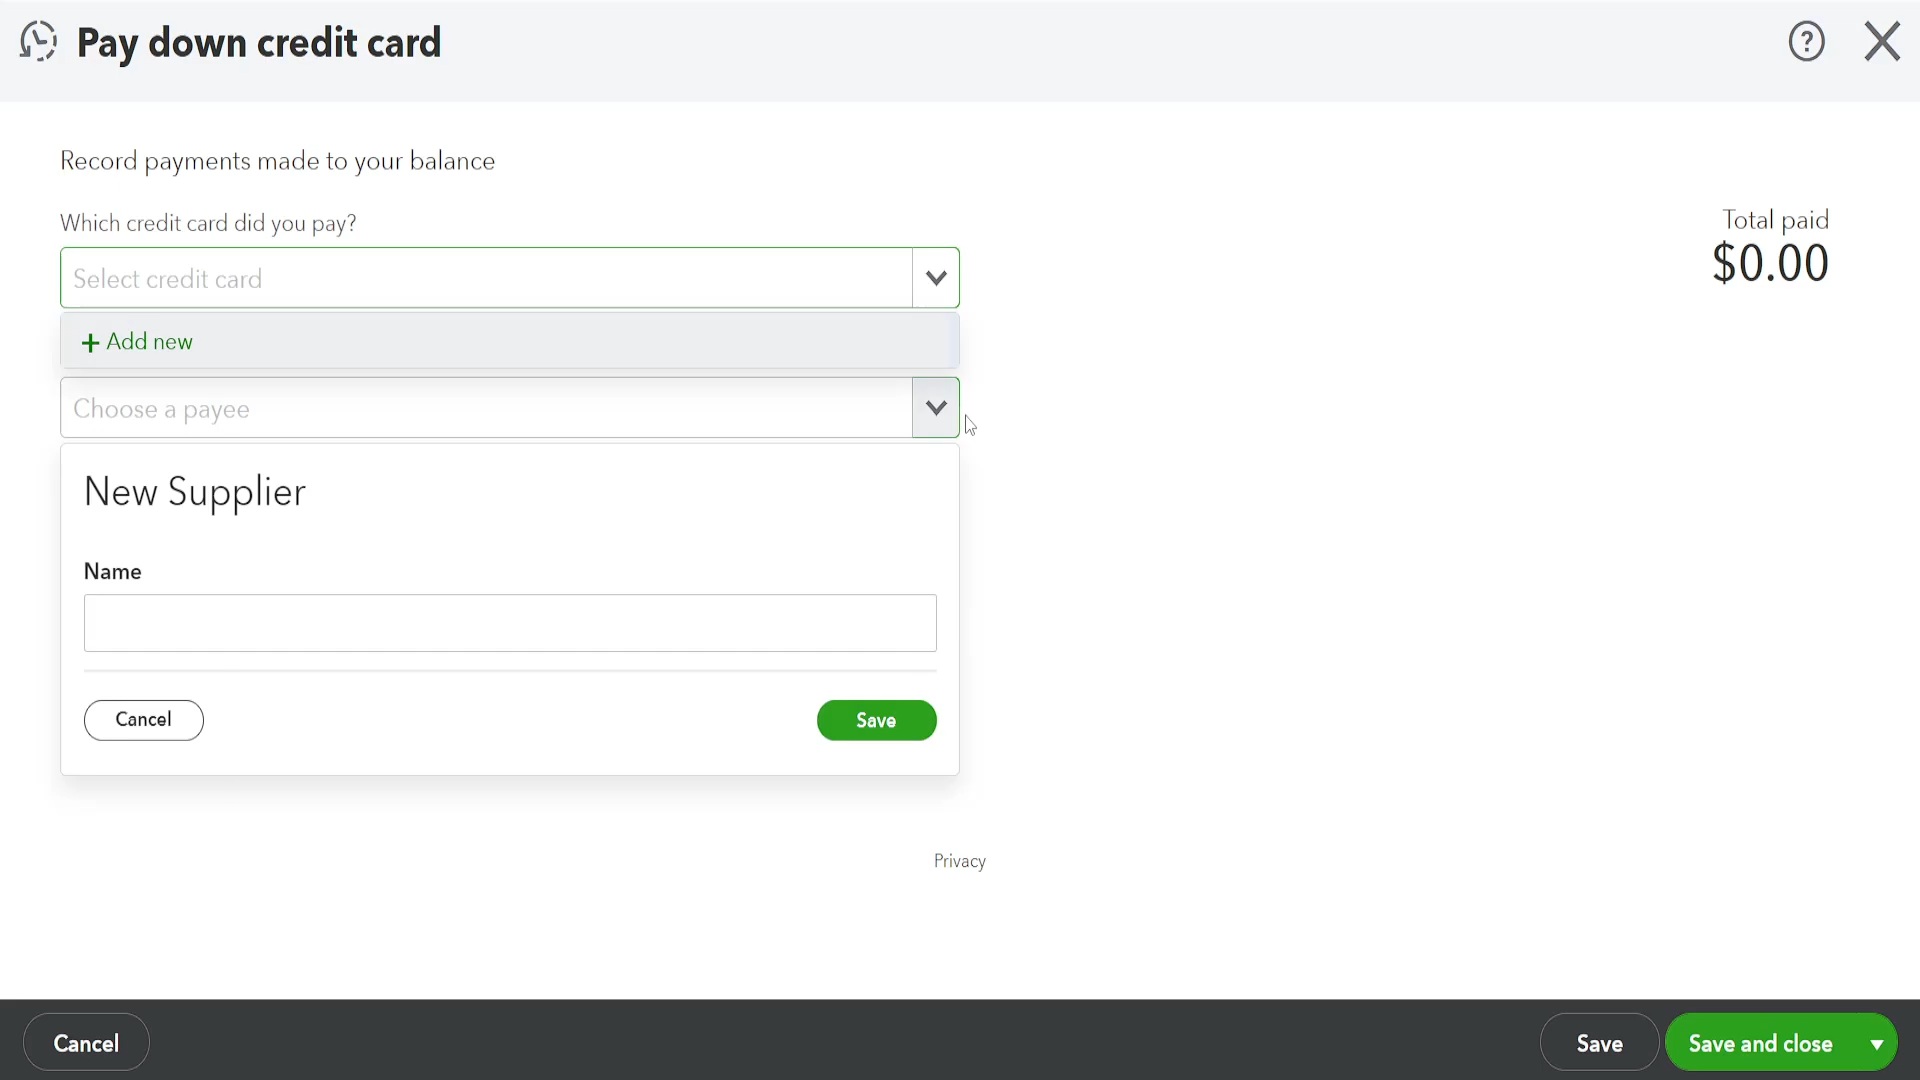 Pay down credit card
?
Record payments made to your balance
Which credit card did you pay?
Total paid
$0.00
Select credit card
+ Add new
Choose a payee
New Supplier
Name
Cancel
Save
Privacy
Cancel
Save
Save and close